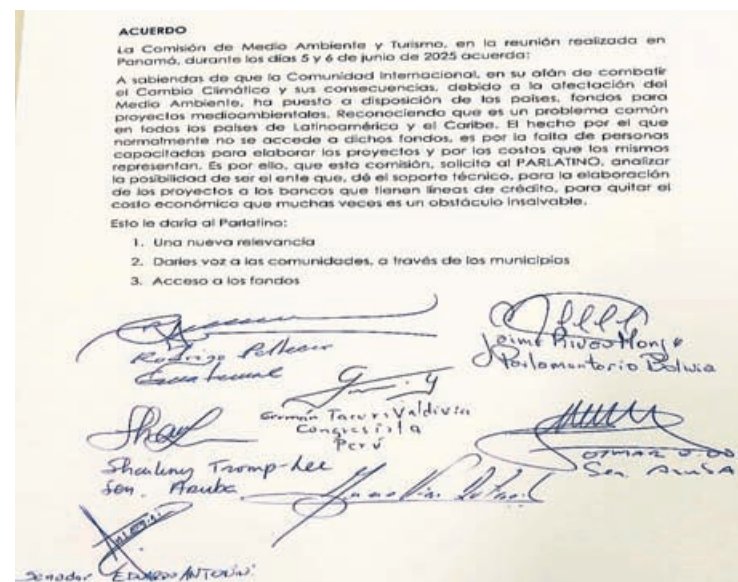 ACUERDO
La Comisión de Medio Ambiente y Turismo, en la reunión realizada en
Panamá, durante los días 5 y 6 de junio de 2025 acuerda:
A sabiendas de que la Comunidad Internacional, en su afán de combatir
el Cambio Climático y sus consecuencias, debido a la afectación del
Medio Ambiente, ha puesto a disposición de los países, fondos para
proyectos medioambientales. Reconociendo que es un problema común
en todos los países de Latinoamérica y el Caribe. El hecho por el que
normalmente no se accede a dichos fondos, es por la falta de personas
capacitadas para elaborar los proyectos y por los costos que los mismos
representan. Es por ello, que esta comisión, solicita al PARLATINO, analizar
la posibilidad de ser el ente que, dé el soporte técnico, para la elaboración
de los proyectos a los bancos que tienen líneas de crédito, para quitar el
costo económico que muchas veces es un obstáculo insalvable.
Esto le daría al Parlatino:
1. Una nueva relevancia
2. Darles voz a las comunidades, a través de los municipios
3. Acceso a los fondos
Rodrigo Pellecer
Guatemala
Jaime Rivas Monje
Parlamentario Bolivia
Germán Tacuri Valdivia
Congresista
Perú
Sharliny Tromp-Lee
Sen. Aruba
Sen. Aruba
Senador Eduardo Antonini